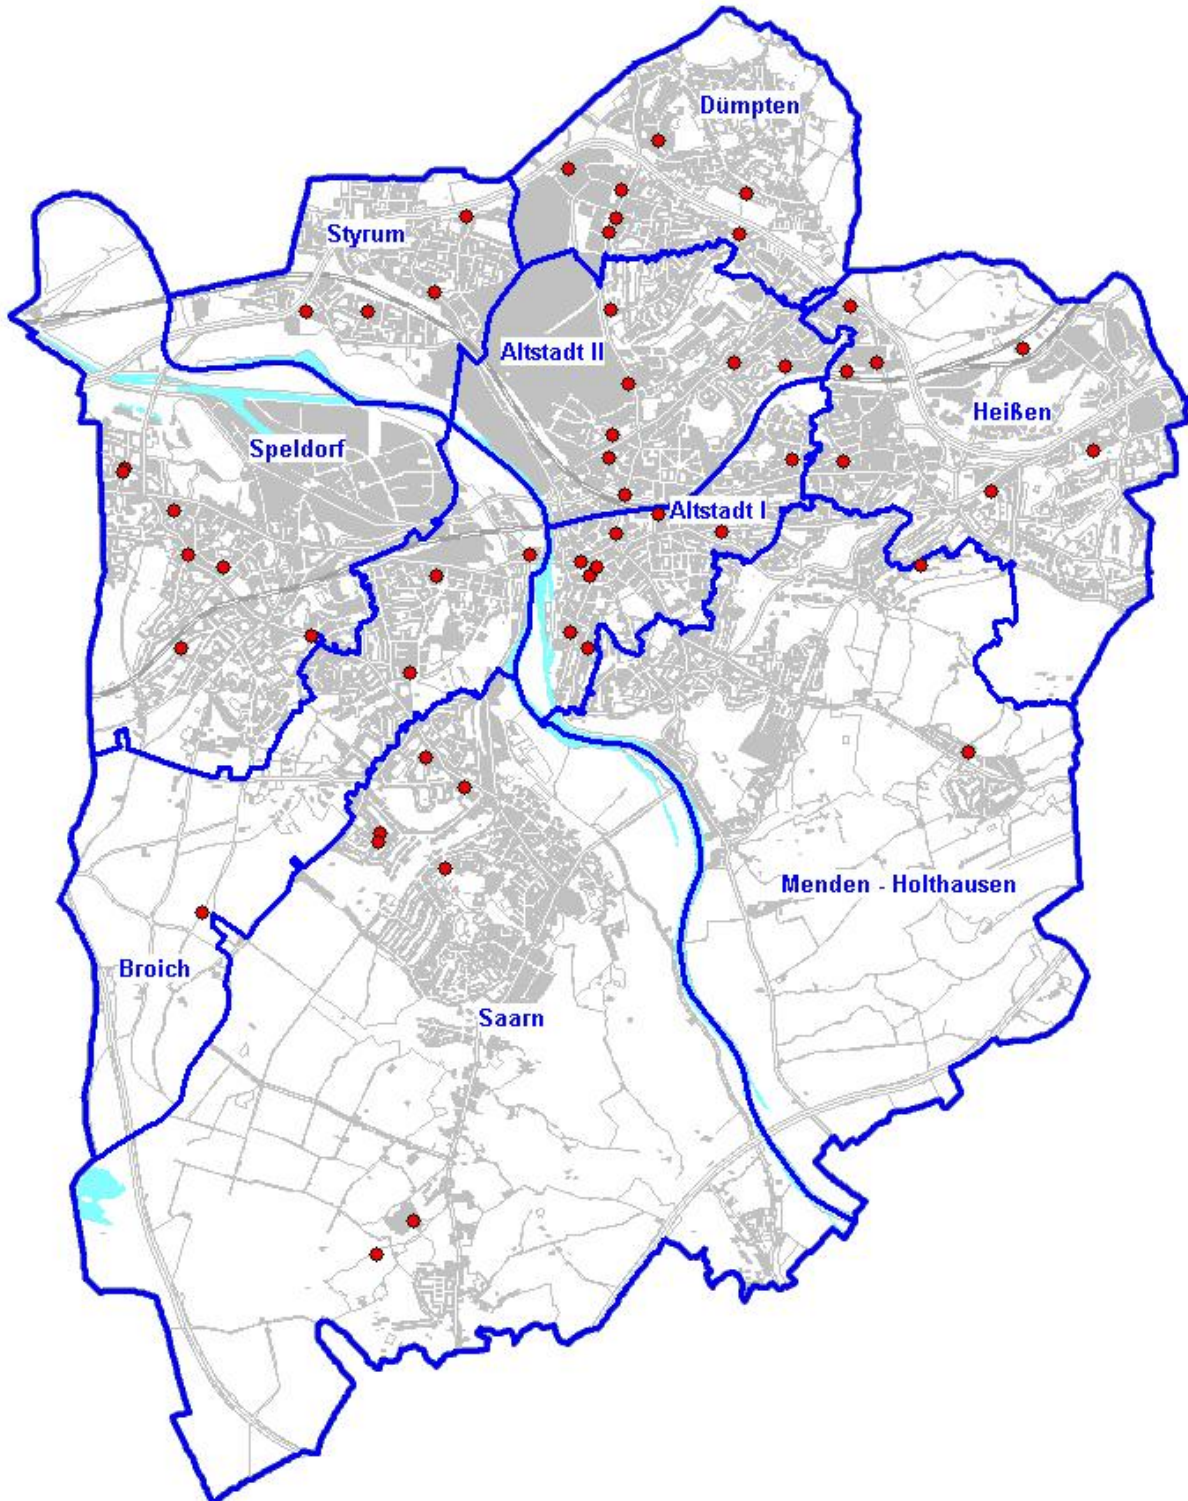 Dümpten
Styrum
Altstadt II
Heißen
Speldorf
Altstadt I
Menden - Holthausen
Broich
Saarn